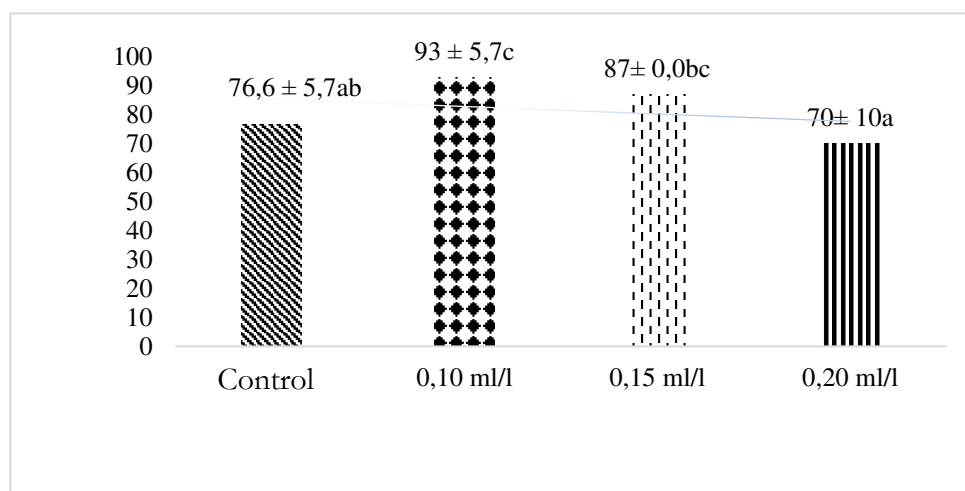 100
90
80
70
60
50
40
30
20
10
0
76,6 ± 5,7ab
93 ± 5,7c
87± 0,0bc
70± 10a
Control
0,10 ml/l
0,15 ml/l
0,20 ml/l